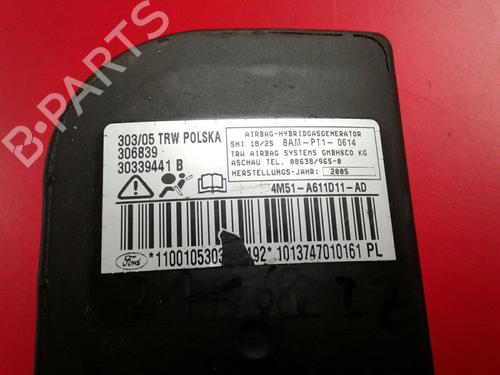 B-PARTS
303/05 TRW POLSKA
306839
30339441 B
AIRBAG-HYBRIDGASGENERATOR
SHI 18/25 BAM-PT1-0614
TRW AIRBAG SYSTEMS GMBH&CO KG
ASCHAU TEL. 08638/965-0
HERSTELLUNGS-JAHR: 2005
4M51-A611D11-AD
Ford
*1013747010161 PL